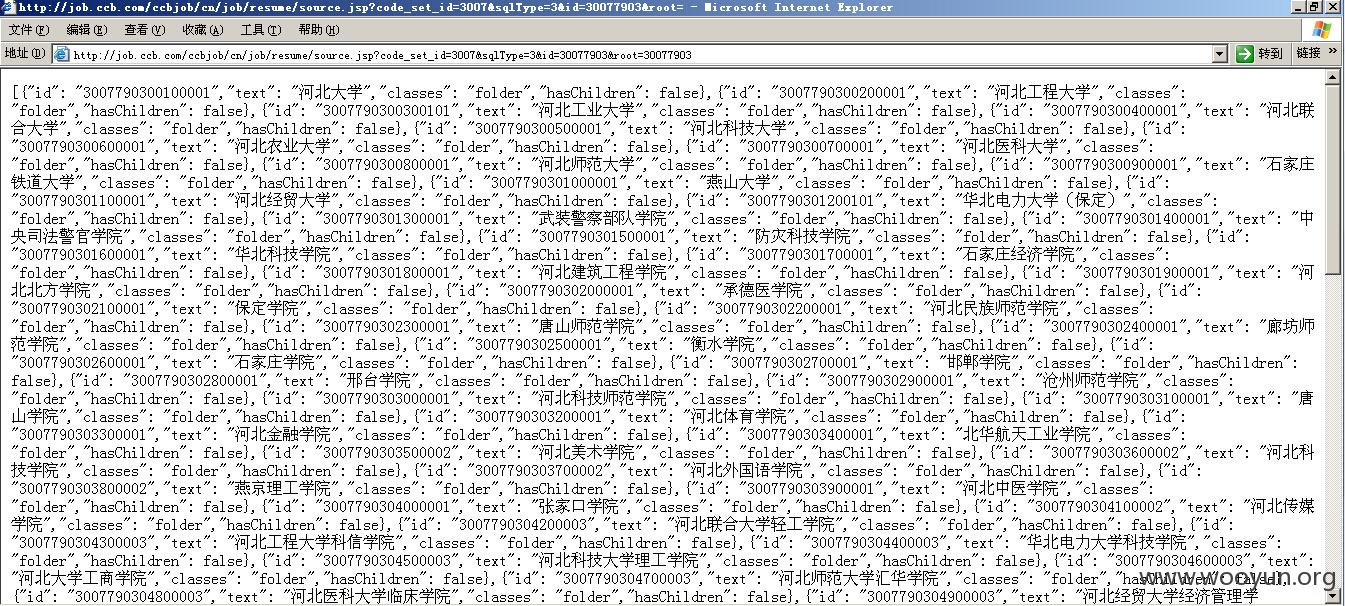 http://job.ccb.com/ccbjob/cn/job/resume/source.jsp?code_set_id=3007&sqlType=3&id=30077903&root= - Microsoft Internet Explorer
文件(F) 编辑(E) 查看(V) 收藏(A) 工具(T) 帮助(H)
地址(D) http://job.ccb.com/ccbjob/cn/job/resume/source.jsp?code_set_id=3007&sqlType=3&id=30077903&root=30077903 转到 链接 »
[{"id": "3007790300100001","text": "河北大学","classes": "folder","hasChildren": false},{"id": "3007790300200001","text": "河北工程大学","classes":
"folder","hasChildren": false},{"id": "3007790300300101","text": "河北工业大学","classes": "folder","hasChildren": false},{"id": "3007790300400001","text": "河北联
合大学","classes": "folder","hasChildren": false},{"id": "3007790300500001","text": "河北科技大学","classes": "folder","hasChildren": false},{"id":
"3007790300600001","text": "河北农业大学","classes": "folder","hasChildren": false},{"id": "3007790300700001","text": "河北医科大学","classes":
"folder","hasChildren": false},{"id": "3007790300800001","text": "河北师范大学","classes": "folder","hasChildren": false},{"id": "3007790300900001","text": "石家庄
铁道大学","classes": "folder","hasChildren": false},{"id": "3007790301000001","text": "燕山大学","classes": "folder","hasChildren": false},{"id":
"3007790301100001","text": "河北经贸大学","classes": "folder","hasChildren": false},{"id": "3007790301200101","text": "华北电力大学（保定）","classes":
"folder","hasChildren": false},{"id": "3007790301300001","text": "武装警察部队学院","classes": "folder","hasChildren": false},{"id": "3007790301400001","text": "中
央司法警官学院","classes": "folder","hasChildren": false},{"id": "3007790301500001","text": "防灾科技学院","classes": "folder","hasChildren": false},{"id":
"3007790301600001","text": "华北科技学院","classes": "folder","hasChildren": false},{"id": "3007790301700001","text": "石家庄经济学院","classes":
"folder","hasChildren": false},{"id": "3007790301800001","text": "河北建筑工程学院","classes": "folder","hasChildren": false},{"id": "3007790301900001","text": "河
北北方学院","classes": "folder","hasChildren": false},{"id": "3007790302000001","text": "承德医学院","classes": "folder","hasChildren": false},{"id":
"3007790302100001","text": "保定学院","classes": "folder","hasChildren": false},{"id": "3007790302200001","text": "河北民族师范学院","classes":
"folder","hasChildren": false},{"id": "3007790302300001","text": "唐山师范学院","classes": "folder","hasChildren": false},{"id": "3007790302400001","text": "廊坊师
范学院","classes": "folder","hasChildren": false},{"id": "3007790302500001","text": "衡水学院","classes": "folder","hasChildren": false},{"id":
"3007790302600001","text": "石家庄学院","classes": "folder","hasChildren": false},{"id": "3007790302700001","text": "邯郸学院","classes": "folder","hasChildren":
false},{"id": "3007790302800001","text": "邢台学院","classes": "folder","hasChildren": false},{"id": "3007790302900001","text": "沧州师范学院","classes":
"folder","hasChildren": false},{"id": "3007790303000001","text": "河北科技师范学院","classes": "folder","hasChildren": false},{"id": "3007790303100001","text": "唐
山学院","classes": "folder","hasChildren": false},{"id": "3007790303200001","text": "河北体育学院","classes": "folder","hasChildren": false},{"id":
"3007790303300001","text": "河北金融学院","classes": "folder","hasChildren": false},{"id": "3007790303400001","text": "北华航天工业学院","classes":
"folder","hasChildren": false},{"id": "3007790303500002","text": "河北美术学院","classes": "folder","hasChildren": false},{"id": "3007790303600002","text": "河北科
技学院","classes": "folder","hasChildren": false},{"id": "3007790303700002","text": "河北外国语学院","classes": "folder","hasChildren": false},{"id":
"3007790303800002","text": "燕京理工学院","classes": "folder","hasChildren": false},{"id": "3007790303900001","text": "河北中医学院","classes":
"folder","hasChildren": false},{"id": "3007790304000001","text": "张家口学院","classes": "folder","hasChildren": false},{"id": "3007790304100002","text": "河北传媒
学院","classes": "folder","hasChildren": false},{"id": "3007790304200003","text": "河北联合大学轻工学院","classes": "folder","hasChildren": false},{"id":
"3007790304300003","text": "河北工程大学科信学院","classes": "folder","hasChildren": false},{"id": "3007790304400003","text": "华北电力大学科技学院","classes":
"folder","hasChildren": false},{"id": "3007790304500003","text": "河北科技大学理工学院","classes": "folder","hasChildren": false},{"id": "3007790304600003","text":
"河北大学工商学院","classes": "folder","hasChildren": false},{"id": "3007790304700003","text": "河北师范大学汇华学院","classes": "folder","hasChildren": false},
{"id": "3007790304800003","text": "河北医科大学临床学院","classes": "folder","hasChildren": false},{"id": "3007790304900003","text": "河北经贸大学经济管理学
www.wooyun.org